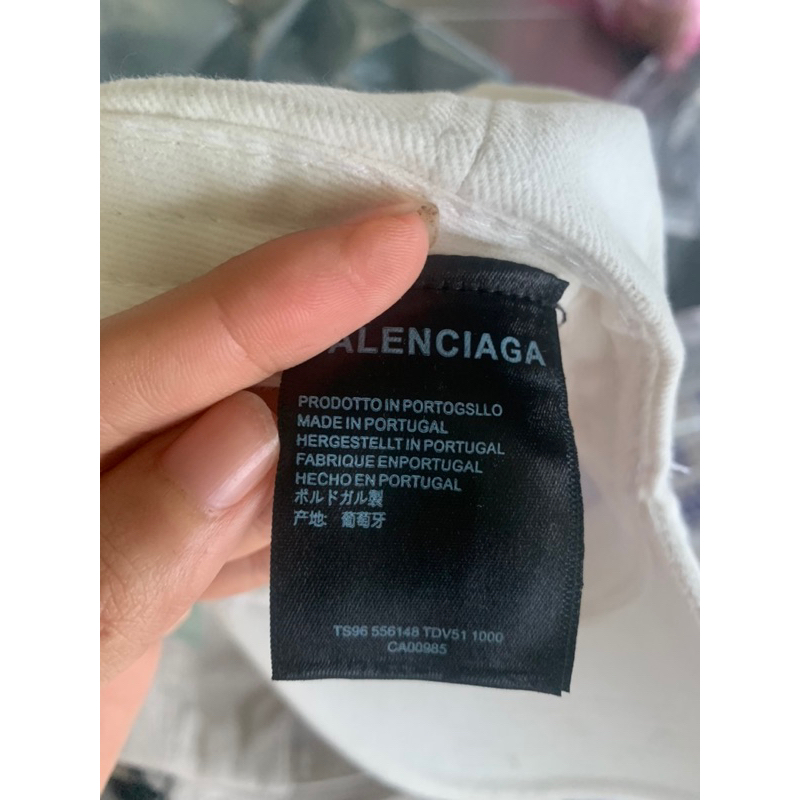 ALENCIAGA
PRODOTTO IN PORTOGSLLO
MADE IN PORTUGAL
HERGESTELLT IN PORTUGAL
FABRIQUE ENPORTUGAL
HECHO EN PORTUGAL
ポルドガル製
产地: 葡萄牙
TS96 556148 TDV51 1000
CA00985